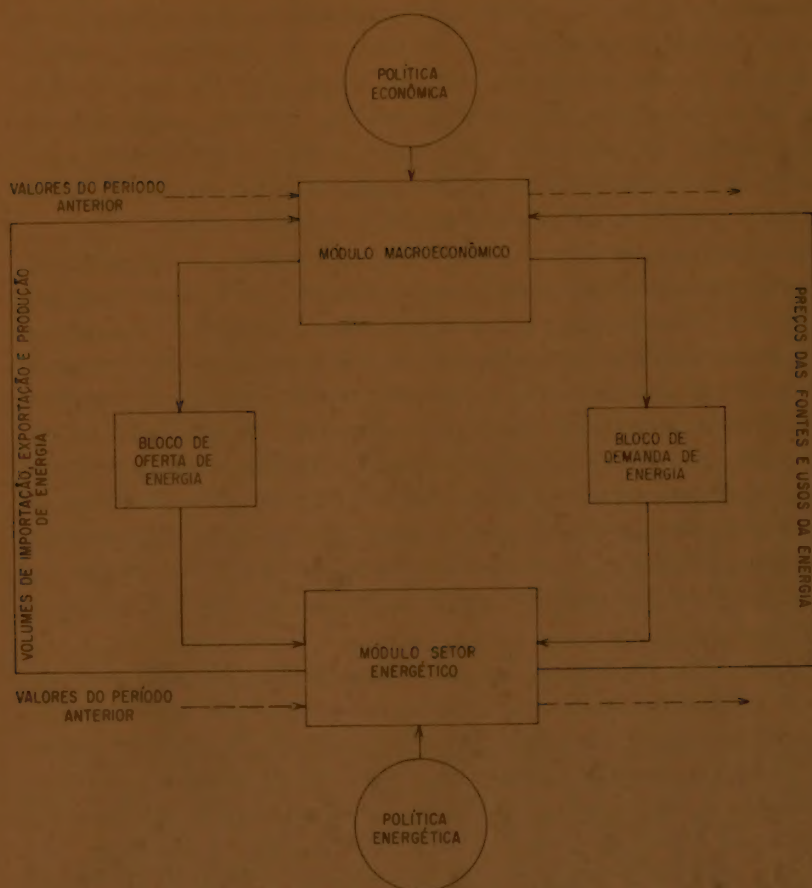 POLÍTICA
ECONÔMICA
VALORES DO PERÍODO
ANTERIOR
MÓDULO MACROECONÔMICO
VOLUMES DE IMPORTAÇÃO, EXPORTAÇÃO E PRODUÇÃO
DE ENERGIA
PREÇOS DAS FONTES E USOS DA ENERGIA
BLOCO DE
OFERTA DE
ENERGIA
BLOCO DE
DEMANDA DE
ENERGIA
MÓDULO SETOR
ENERGÉTICO
VALORES DO PERÍODO
ANTERIOR
POLÍTICA
ENERGÉTICA